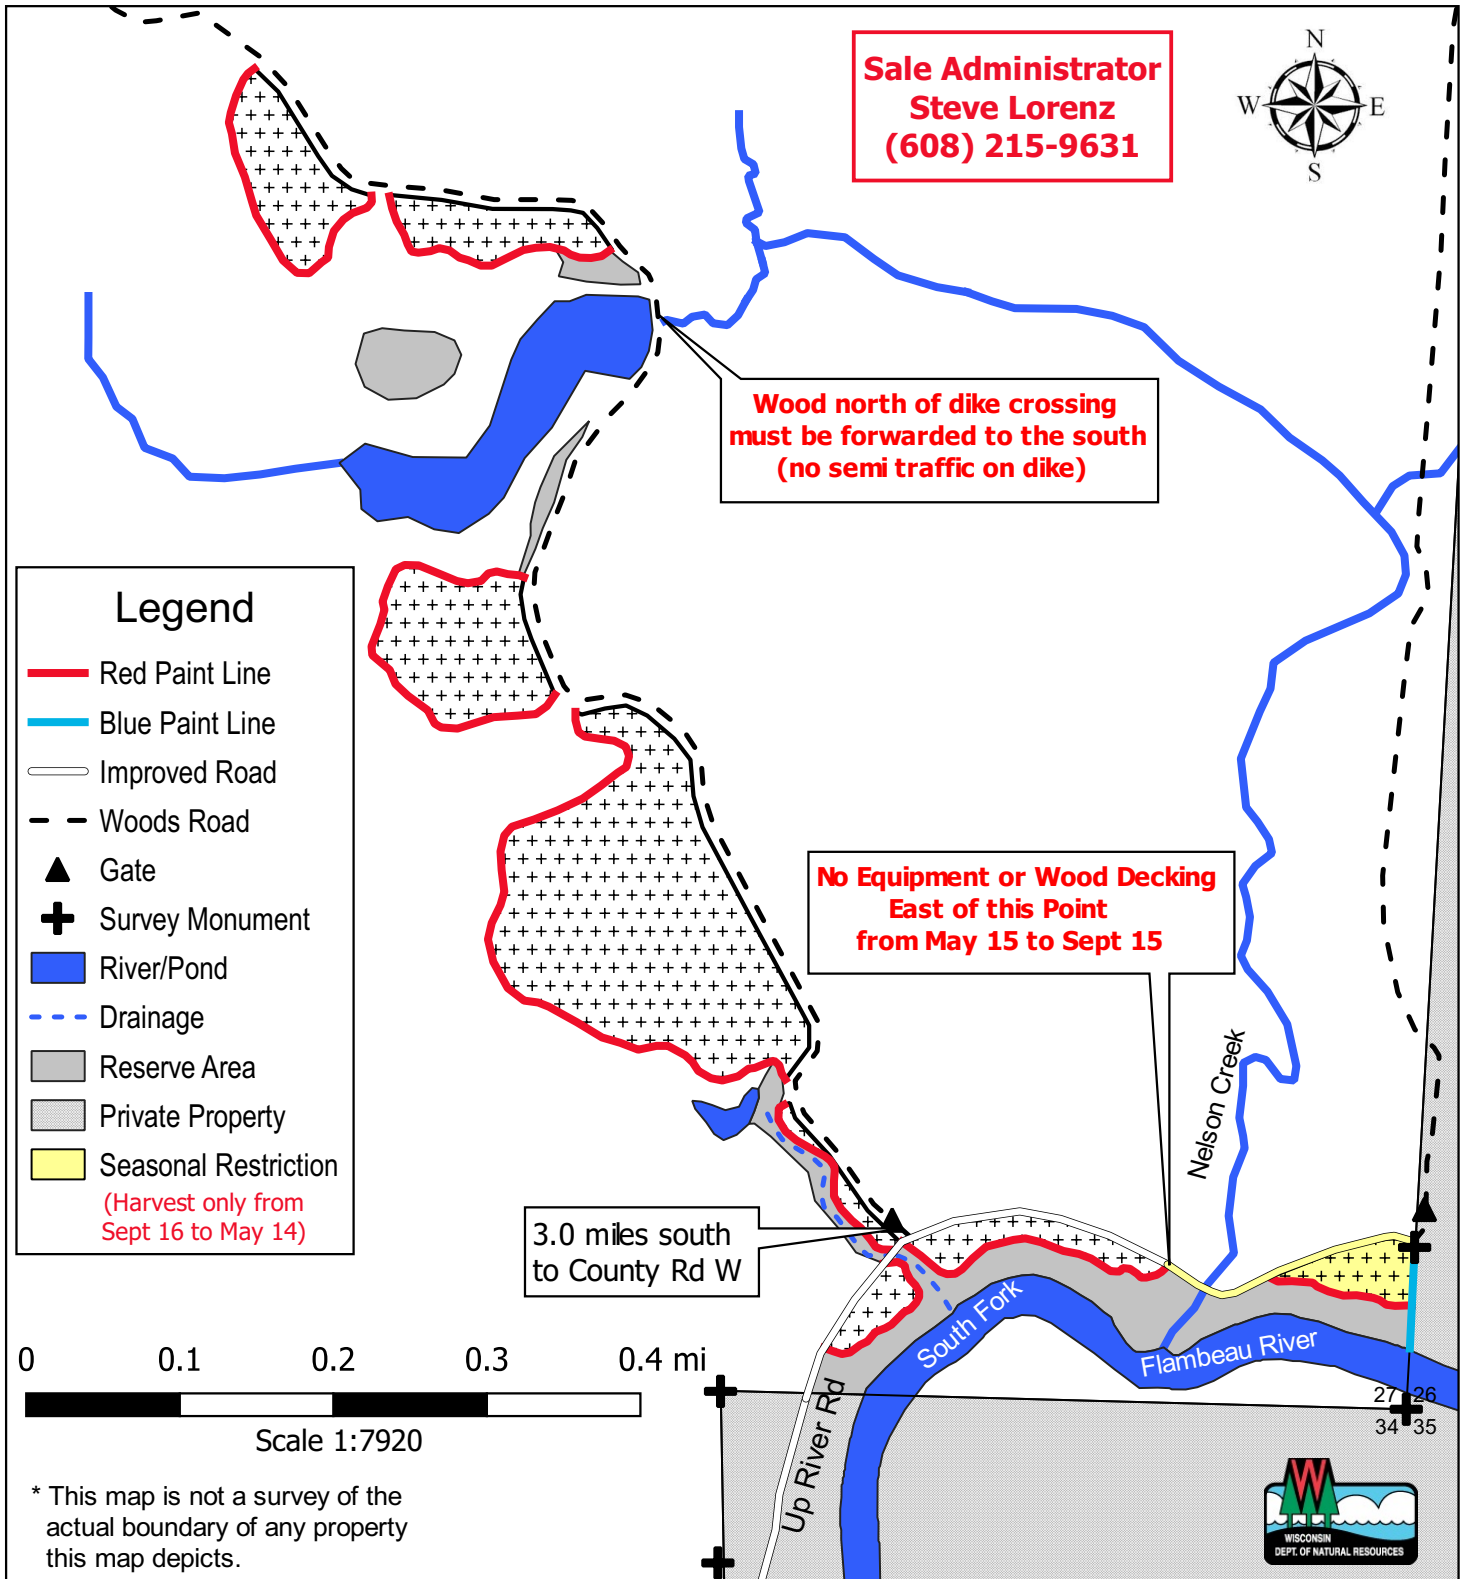 Sale Administrator
Steve Lorenz
(608) 215-9631
N
W
E
S
Wood north of dike crossing
must be forwarded to the south
(no semi traffic on dike)
Legend
Red Paint Line
Blue Paint Line
Improved Road
Woods Road
Gate
Survey Monument
River/Pond
Drainage
Reserve Area
Private Property
Seasonal Restriction
(Harvest only from
Sept 16 to May 14)
No Equipment or Wood Decking
East of this Point
from May 15 to Sept 15
Nelson Creek
3.0 miles south
to County Rd W
South Fork
Flambeau River
Up River Rd
0 0.1 0.2 0.3 0.4 mi
Scale 1:7920
27 26
34 35
* This map is not a survey of the
actual boundary of any property
this map depicts.
W
WISCONSIN
DEPT. OF NATURAL RESOURCES